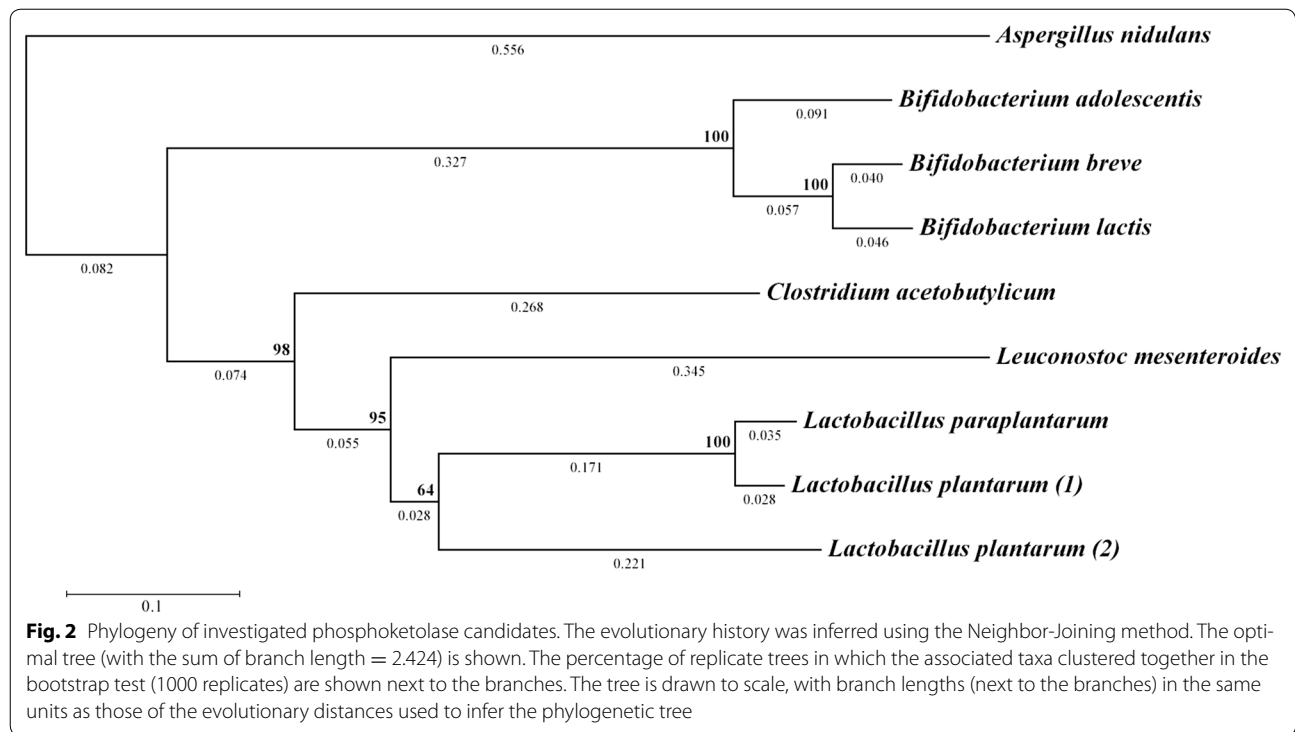 Aspergillus nidulans
0.556
Bifidobacterium adolescentis
0.091
100
0.327
Bifidobacterium breve
100
0.040
0.057
Bifidobacterium lactis
0.046
0.082
Clostridium acetobutylicum
0.268
98
0.074
Leuconostoc mesenteroides
0.345
95
0.055
Lactobacillus paraplantarum
0.035
100
0.171
Lactobacillus plantarum (1)
0.028
64
0.028
Lactobacillus plantarum (2)
0.221
0.1
Fig. 2 Phylogeny of investigated phosphoketolase candidates. The evolutionary history was inferred using the Neighbor-Joining method. The opti-
mal tree (with the sum of branch length = 2.424) is shown. The percentage of replicate trees in which the associated taxa clustered together in the
bootstrap test (1000 replicates) are shown next to the branches. The tree is drawn to scale, with branch lengths (next to the branches) in the same
units as those of the evolutionary distances used to infer the phylogenetic tree